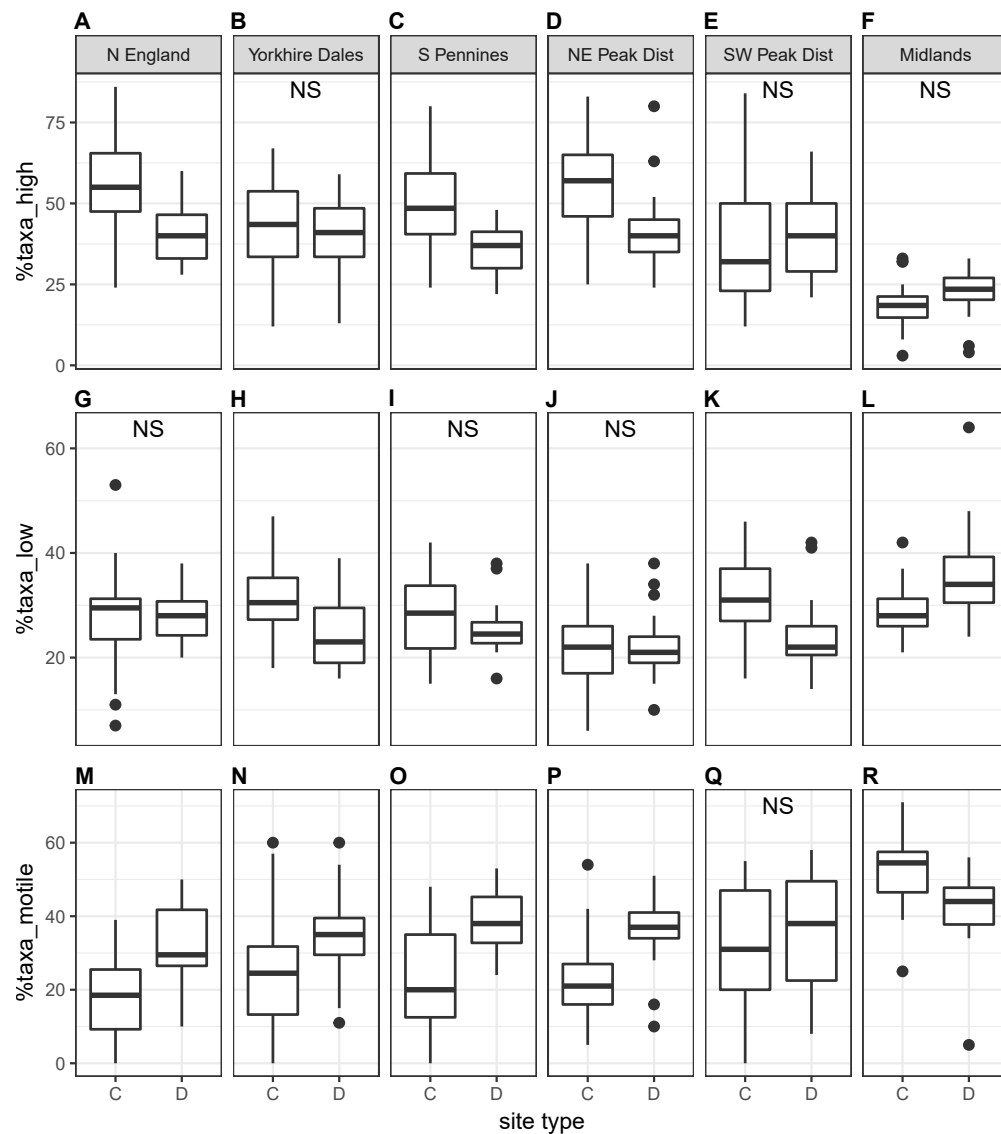 A B C D E F
N England Yorkhire Dales S Pennines NE Peak Dist SW Peak Dist Midlands
NS NS NS
75
50
25
0
%taxa_high
G H I J K L
NS NS NS
60
40
20
%taxa_low
M N O P Q R
NS
60
40
20
0
%taxa_motile
C D C D C D C D C D C D
site type